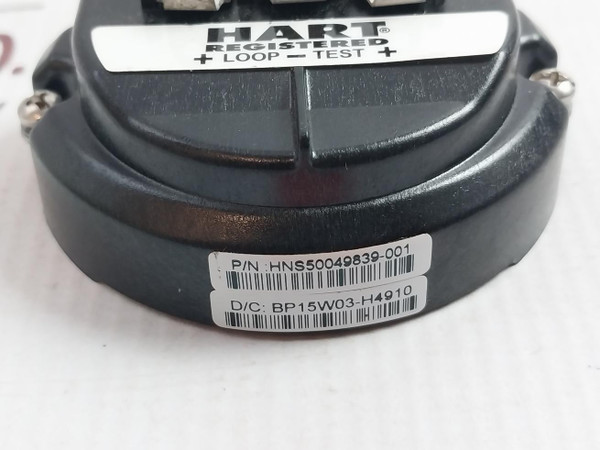 HART®
REGISTERED
+ LOOP - TEST +
P/N :HNS50049839-001
D/C: BP15W03-H4910